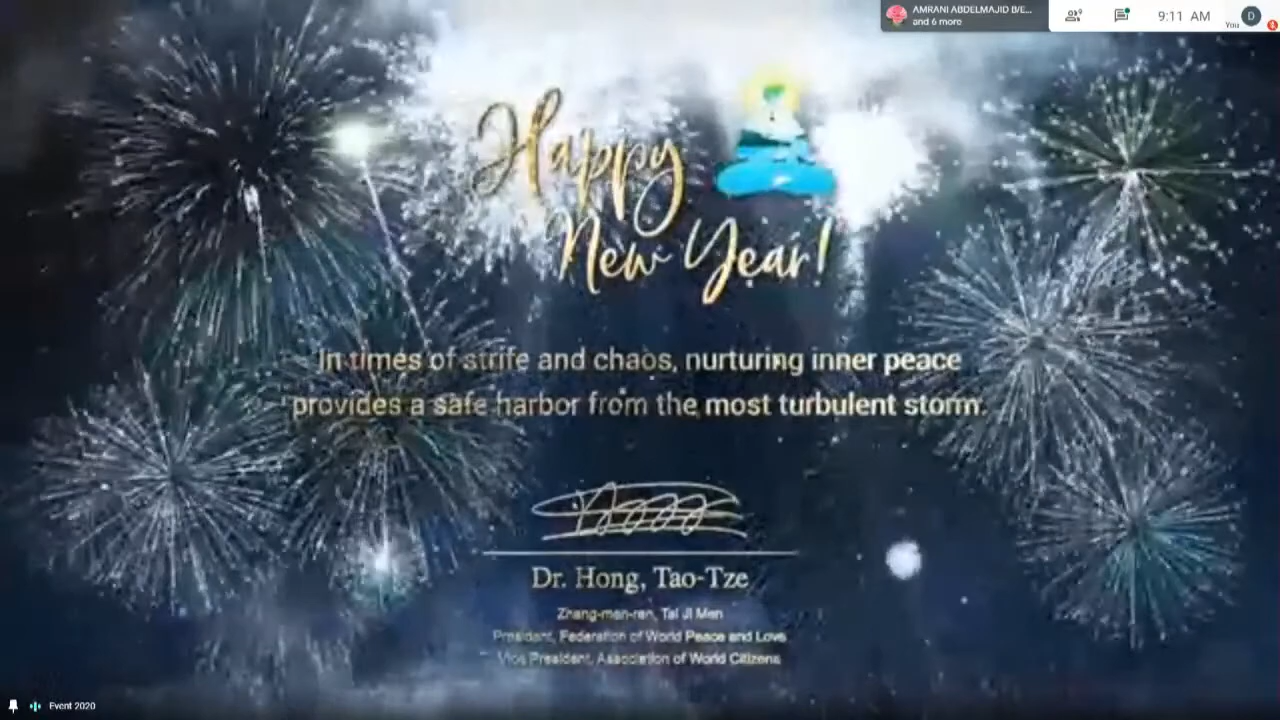 AMRANI ABDELMAJID B/E...
and 6 more
9
9:11 AM
You
D
Happy
New Year!
In times of strife and chaos, nurturing inner peace
provides a safe harbor from the most turbulent storm.
Dr. Hong, Tao-Tze
Zhang-men-ren, Tai Ji Men
President, Federation of World Peace and Love
Vice President, Association of World Citizens
Event 2020